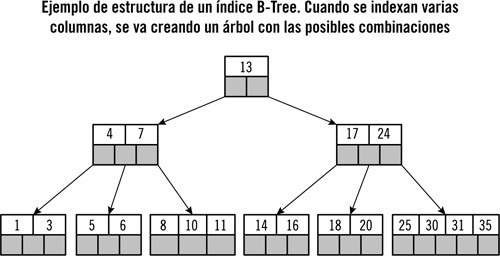 Ejemplo de estructura de un índice B-Tree. Cuando se indexan varias
columnas, se va creando un árbol con las posibles combinaciones
13
4 7
17 24
1 3
5 6
8 10 11
14 16
18 20
25 30 31 35